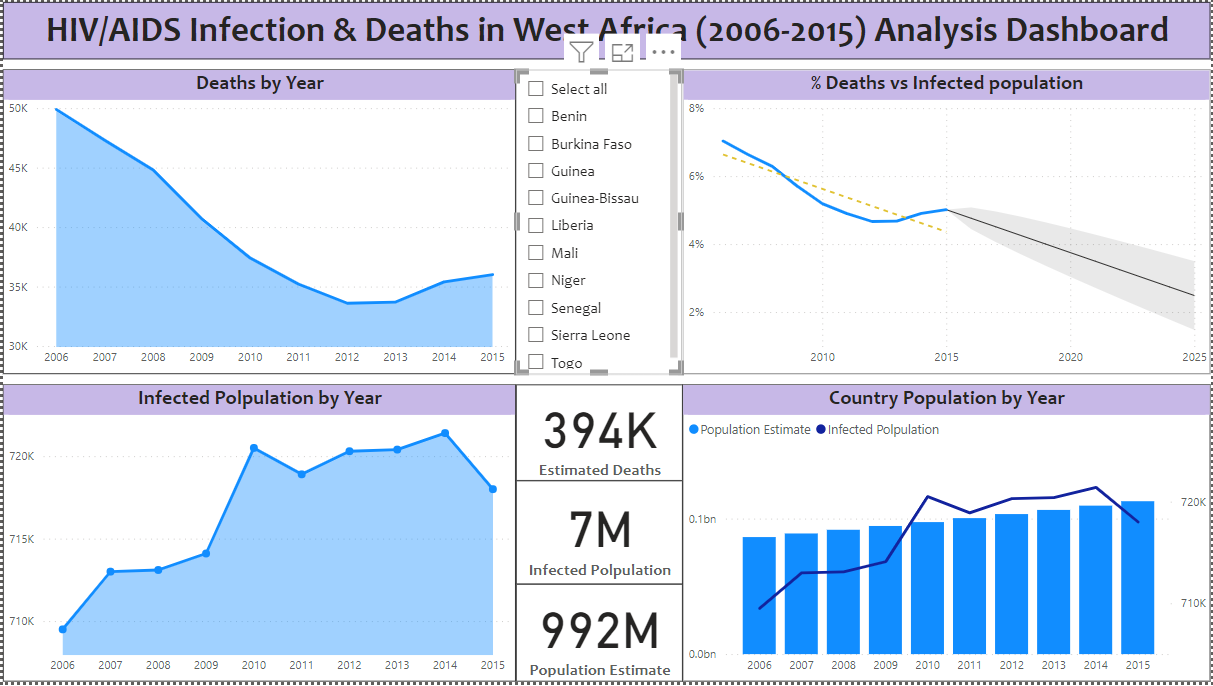 HIV/AIDS Infection & Deaths in West Africa (2006-2015) Analysis Dashboard
Deaths by Year
50K
45K
40K
35K
30K
2006 2007 2008 2009 2010 2011 2012 2013 2014 2015
Select all
Benin
Burkina Faso
Guinea
Guinea-Bissau
Liberia
Mali
Niger
Senegal
Sierra Leone
Togo
% Deaths vs Infected population
8%
6%
4%
2%
2010 2015 2020 2025
Infected Polpulation by Year
720K
715K
710K
2006 2007 2008 2009 2010 2011 2012 2013 2014 2015
394K
Estimated Deaths
7M
Infected Polpulation
992M
Population Estimate
Country Population by Year
Population Estimate Infected Polpulation
0.1bn
0.0bn
720K
710K
2006 2007 2008 2009 2010 2011 2012 2013 2014 2015